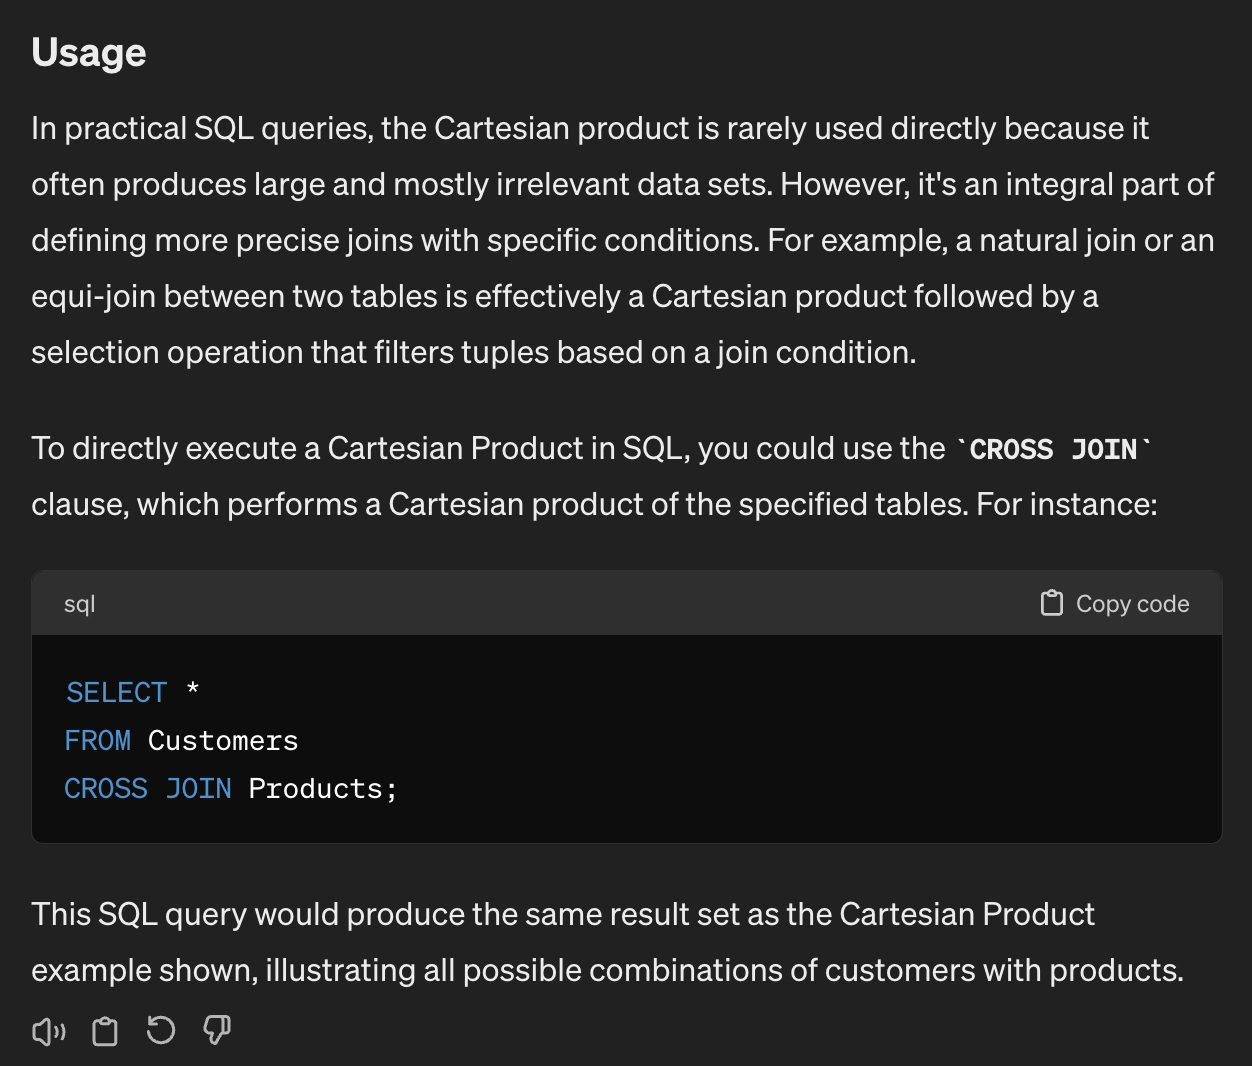 Usage
In practical SQL queries, the Cartesian product is rarely used directly because it
often produces large and mostly irrelevant data sets. However, it's an integral part of
defining more precise joins with specific conditions. For example, a natural join or an
equi-join between two tables is effectively a Cartesian product followed by a
selection operation that filters tuples based on a join condition.
To directly execute a Cartesian Product in SQL, you could use the `CROSS JOIN`
clause, which performs a Cartesian product of the specified tables. For instance:
sql Copy code
SELECT *
FROM Customers
CROSS JOIN Products;
This SQL query would produce the same result set as the Cartesian Product
example shown, illustrating all possible combinations of customers with products.